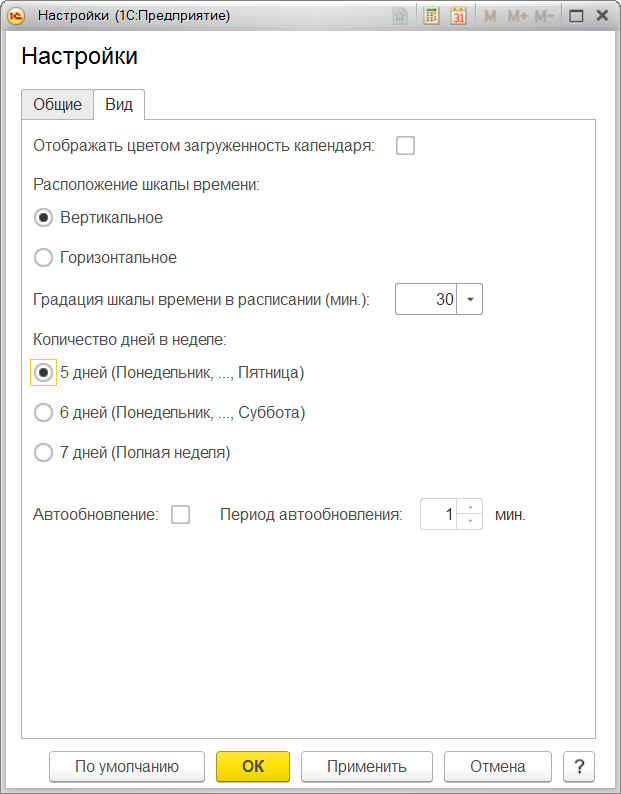 Настройки (1С:Предприятие)
31 M M+ M-
Настройки
Общие Вид
Отображать цветом загруженность календаря:
Расположение шкалы времени:
Вертикальное
Горизонтальное
Градация шкалы времени в расписании (мин.): 30
Количество дней в неделе:
5 дней (Понедельник, ..., Пятница)
6 дней (Понедельник, ..., Суббота)
7 дней (Полная неделя)
Автообновление: Период автообновления: 1 мин.
По умолчанию ОК Применить Отмена ?